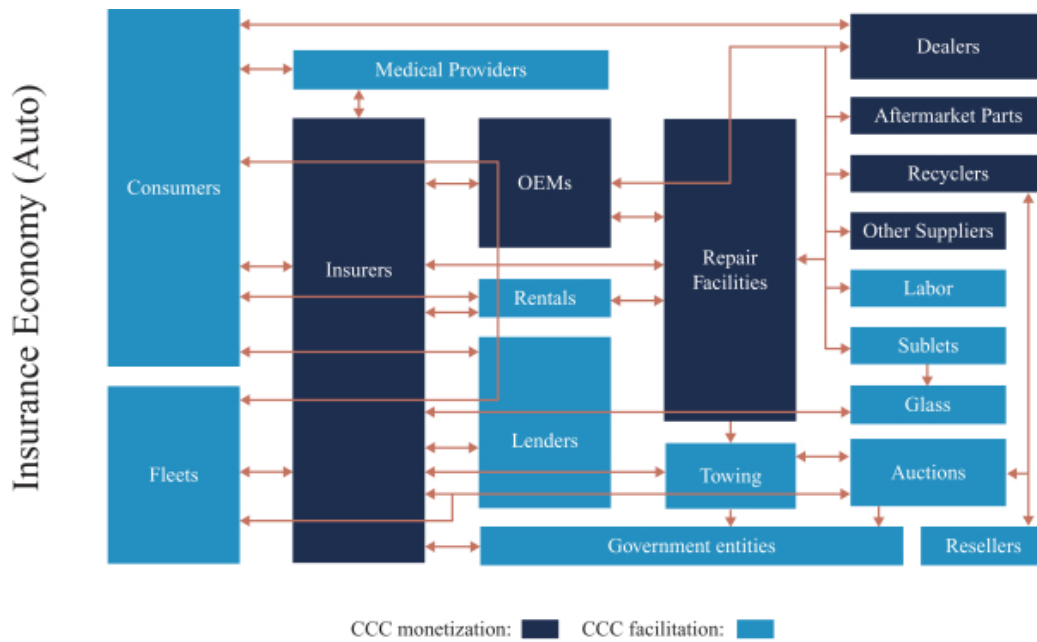 Insurance Economy (Auto)
Consumers
Medical Providers
Dealers
Aftermarket Parts
OEMs
Recyclers
Insurers
Repair
Facilities
Other Suppliers
Rentals
Labor
Sublets
Glass
Fleets
Lenders
Towing
Auctions
Government entities
Resellers
CCC monetization:
CCC facilitation: